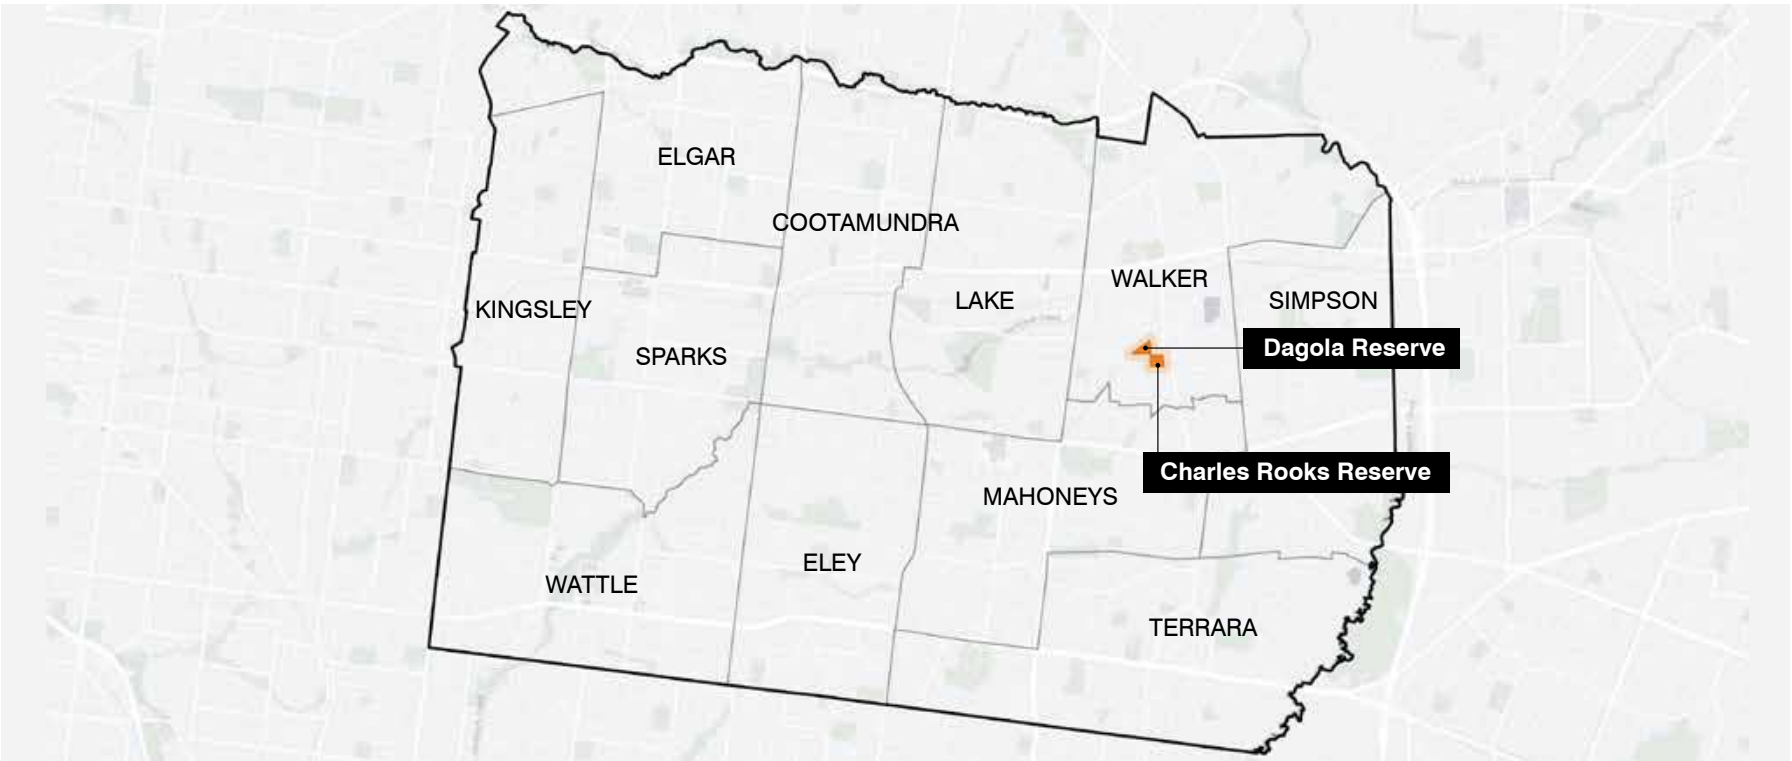 ELGAR
COOTAMUNDRA
WALKER
LAKE
SIMPSON
KINGSLEY
SPARKS
Dagola Reserve
Charles Rooks Reserve
MAHONEYS
ELEY
WATTLE
TERRARA